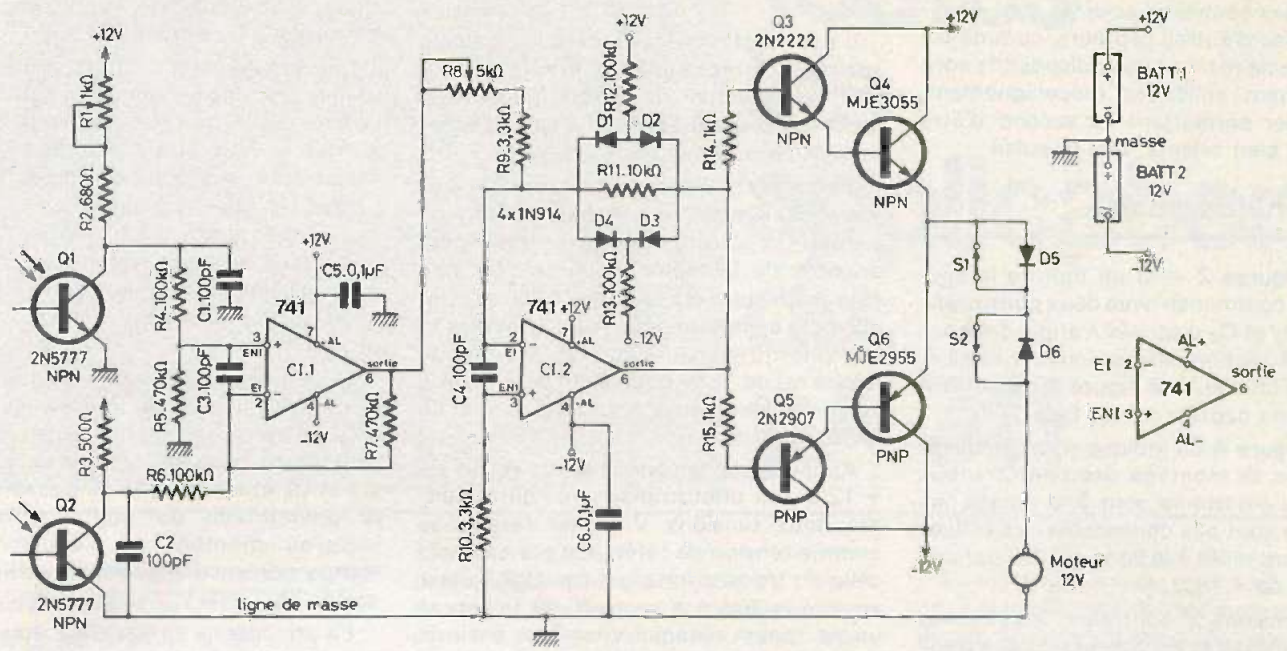 +12V
R1.1kΩ
R2.680Ω
Q1
2N5777
NPN
R4.100kΩ
C1.100pF
R5.470kΩ
C3.100pF
+12V
C5.0,1µF
741
7
+AL
3
ENI
+
EI
2
-
CI.1
6
sortie
4
-AL
-12V
R7.470kΩ
R3.500Ω
R6.100kΩ
Q2
2N5777
NPN
C2
100pF
ligne de masse
R8
5kΩ
R9.3,3kΩ
+12V
R12.100kΩ
D1
D2
R11.10kΩ
4x1N914
D4
D3
R13.100kΩ
-12V
741
+12V
7
+AL
2
EI
-
ENI
3
+
CI.2
sortie
6
4
-AL
-12V
C4.100pF
R10.3,3kΩ
C6.0,1µF
R14.1kΩ
R15.1kΩ
Q3
2N2222
NPN
Q4
MJE3055
NPN
+12V
Q5
2N2907
PNP
Q6
MJE2955
PNP
-12V
S1
D5
S2
D6
Moteur
12V
+12V
BATT.1
12V
+
-
masse
BATT2
12V
+
-
-12V
AL+
7
EI
2
-
741
ENI
3
+
sortie
6
4
AL-